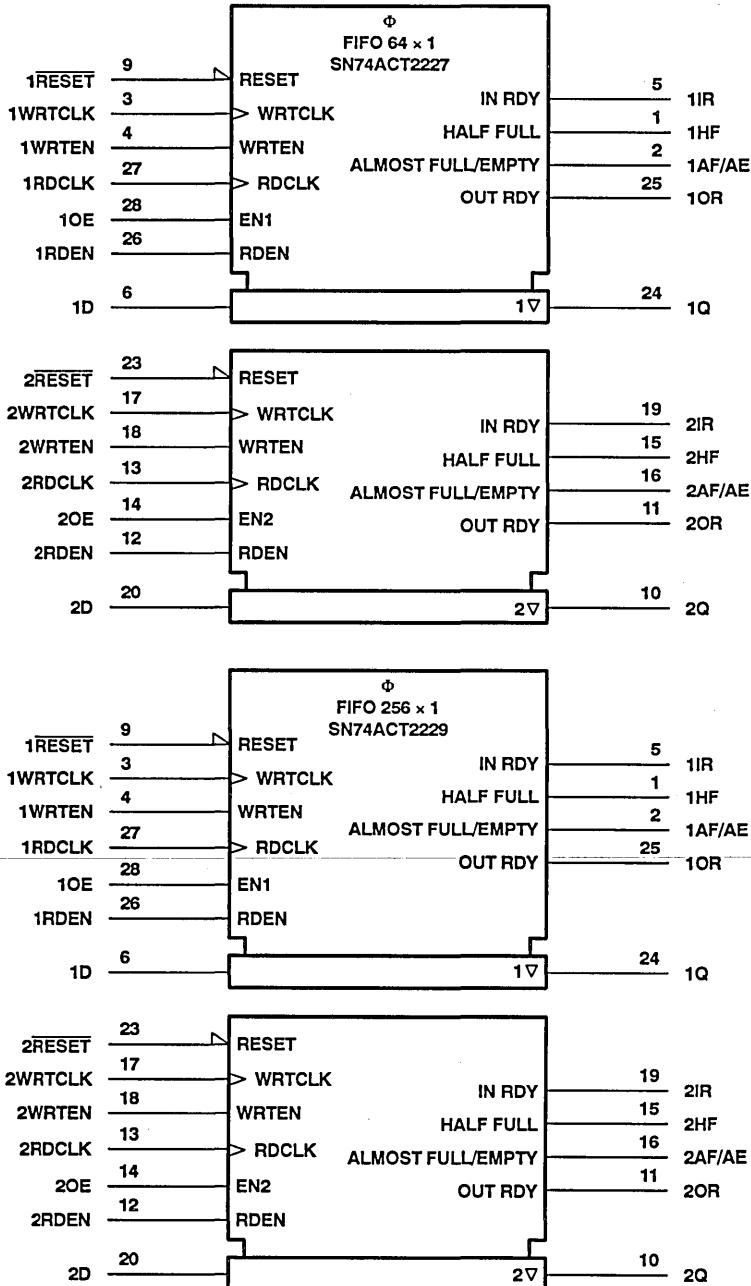 Φ
FIFO 64 × 1
SN74ACT2227
1RESET 9 RESET
1WRTCLK 3 WRTCLK
1WRTEN 4 WRTEN
1RDCLK 27 RDCLK
1OE 28 EN1
1RDEN 26 RDEN
IN RDY 5 1IR
HALF FULL 1 1HF
ALMOST FULL/EMPTY 2 1AF/AE
OUT RDY 25 1OR
1D 6 1▽ 24 1Q
2RESET 23 RESET
2WRTCLK 17 WRTCLK
2WRTEN 18 WRTEN
2RDCLK 13 RDCLK
2OE 14 EN2
2RDEN 12 RDEN
IN RDY 19 2IR
HALF FULL 15 2HF
ALMOST FULL/EMPTY 16 2AF/AE
OUT RDY 11 2OR
2D 20 2▽ 10 2Q
Φ
FIFO 256 × 1
SN74ACT2229
1RESET 9 RESET
1WRTCLK 3 WRTCLK
1WRTEN 4 WRTEN
1RDCLK 27 RDCLK
1OE 28 EN1
1RDEN 26 RDEN
IN RDY 5 1IR
HALF FULL 1 1HF
ALMOST FULL/EMPTY 2 1AF/AE
OUT RDY 25 1OR
1D 6 1▽ 24 1Q
2RESET 23 RESET
2WRTCLK 17 WRTCLK
2WRTEN 18 WRTEN
2RDCLK 13 RDCLK
2OE 14 EN2
2RDEN 12 RDEN
IN RDY 19 2IR
HALF FULL 15 2HF
ALMOST FULL/EMPTY 16 2AF/AE
OUT RDY 11 2OR
2D 20 2▽ 10 2Q